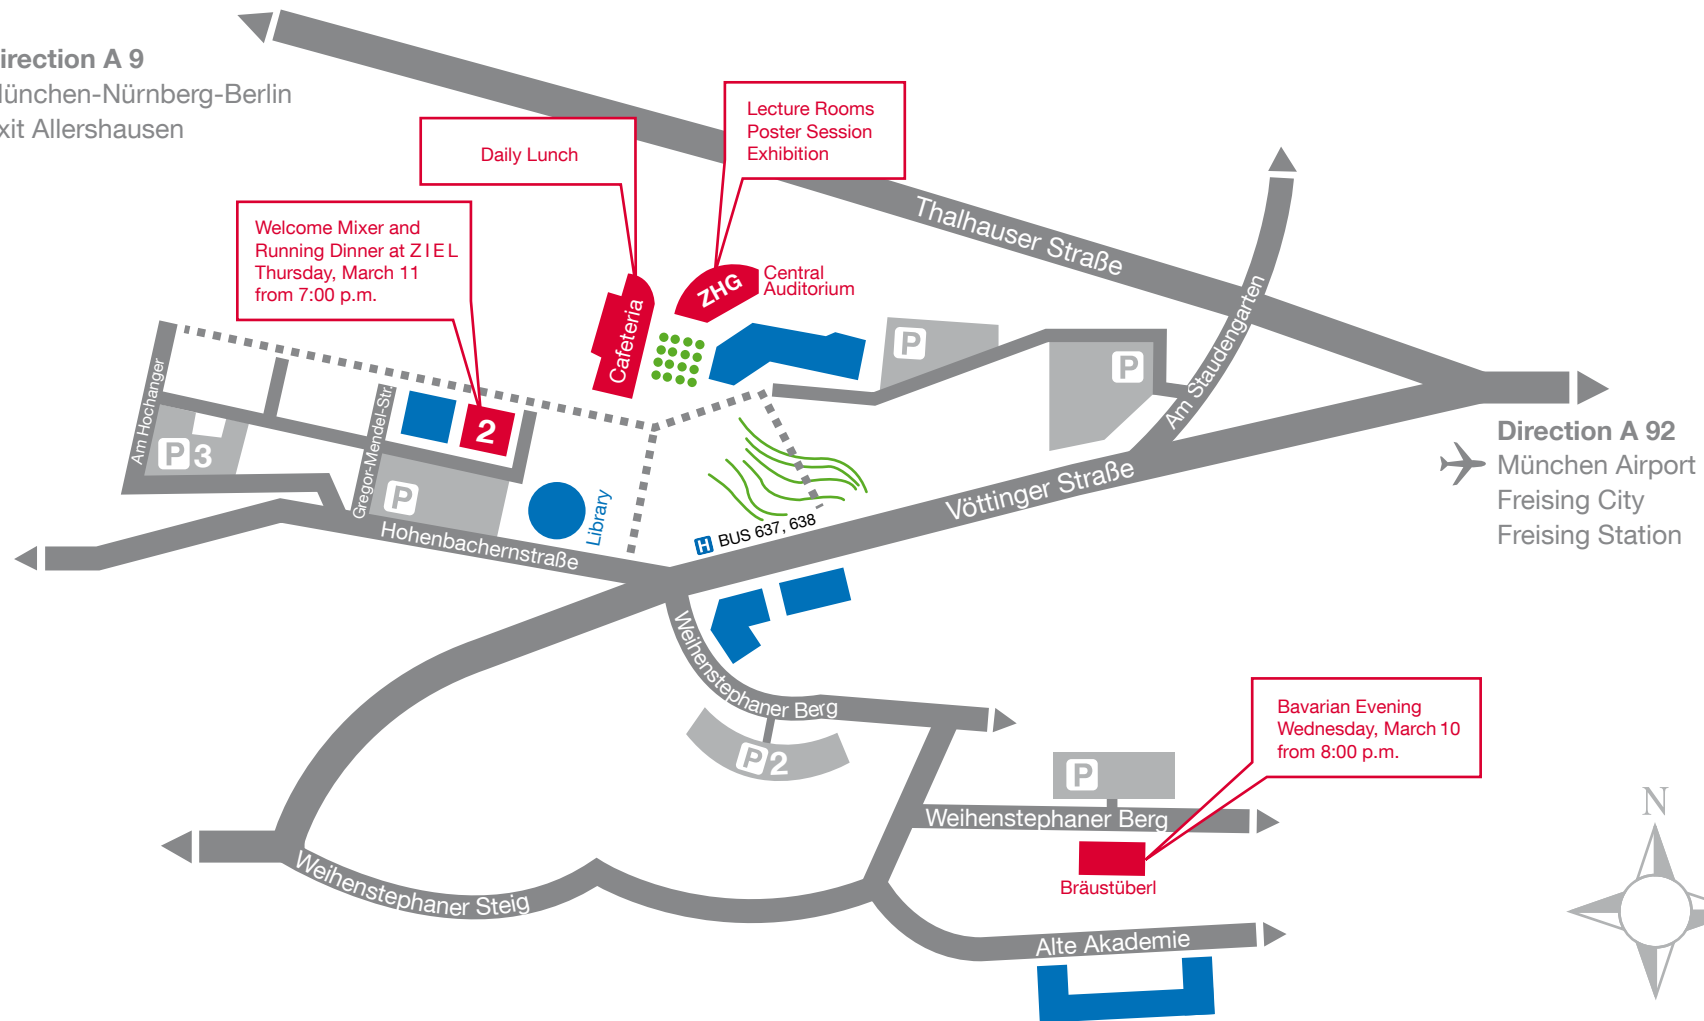 irection A 9
ünchen-Nürnberg-Berlin
xit Allershausen
Lecture Rooms
Poster Session
Exhibition
Daily Lunch
Welcome Mixer and
Running Dinner at ZIEL
Thursday, March 11
from 7:00 p.m.
Thalhauser Straße
ZHG
Central
Auditorium
Cafeteria
P
P
Am Staudengarten
Am Hochanger
Gregor-Mendel-Str.
2
P 3
P
Library
Hohenbachernstraße
H BUS 637, 638
Vöttinger Straße
Direction A 92
München Airport
Freising City
Freising Station
Weihenstephaner Berg
P 2
Bavarian Evening
Wednesday, March 10
from 8:00 p.m.
P
Weihenstephaner Berg
Bräustüberl
Weihenstephaner Steig
Alte Akademie
N